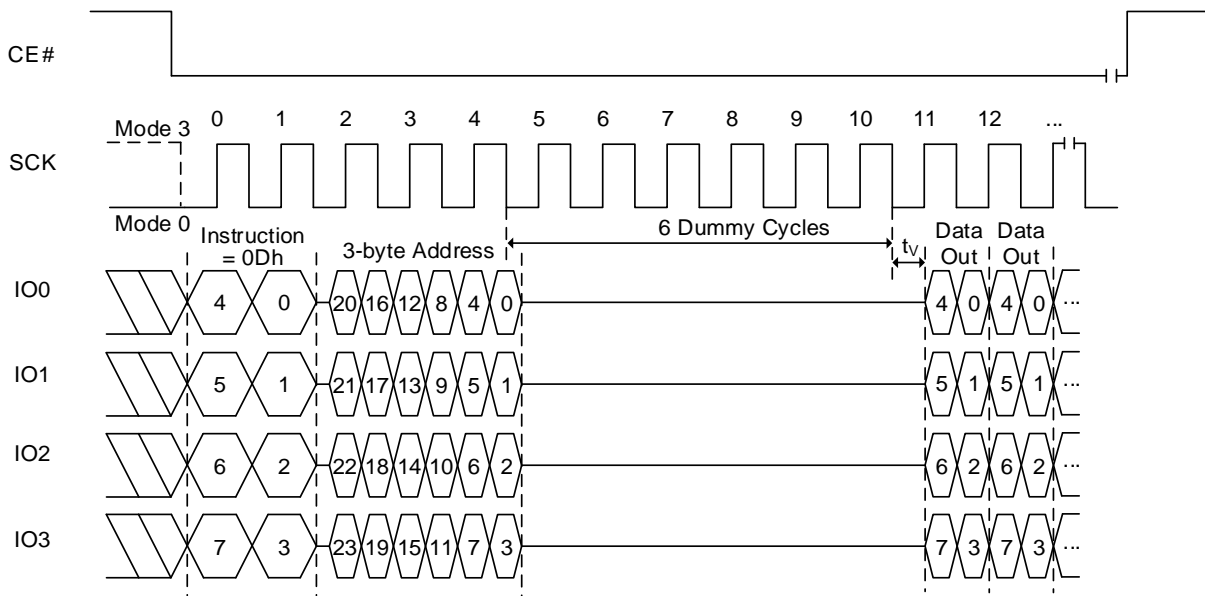 CE#
0 1 2 3 4 5 6 7 8 9 10 11 12 ...
Mode 3
SCK
Mode 0
Instruction
= 0Dh
3-byte Address
6 Dummy Cycles
tV
Data
Out
Data
Out
IO0
4 0 20 16 12 8 4 0 4 0 4 0 ...
IO1
5 1 21 17 13 9 5 1 5 1 5 1 ...
IO2
6 2 22 18 14 10 6 2 6 2 6 2 ...
IO3
7 3 23 19 15 11 7 3 7 3 7 3 ...